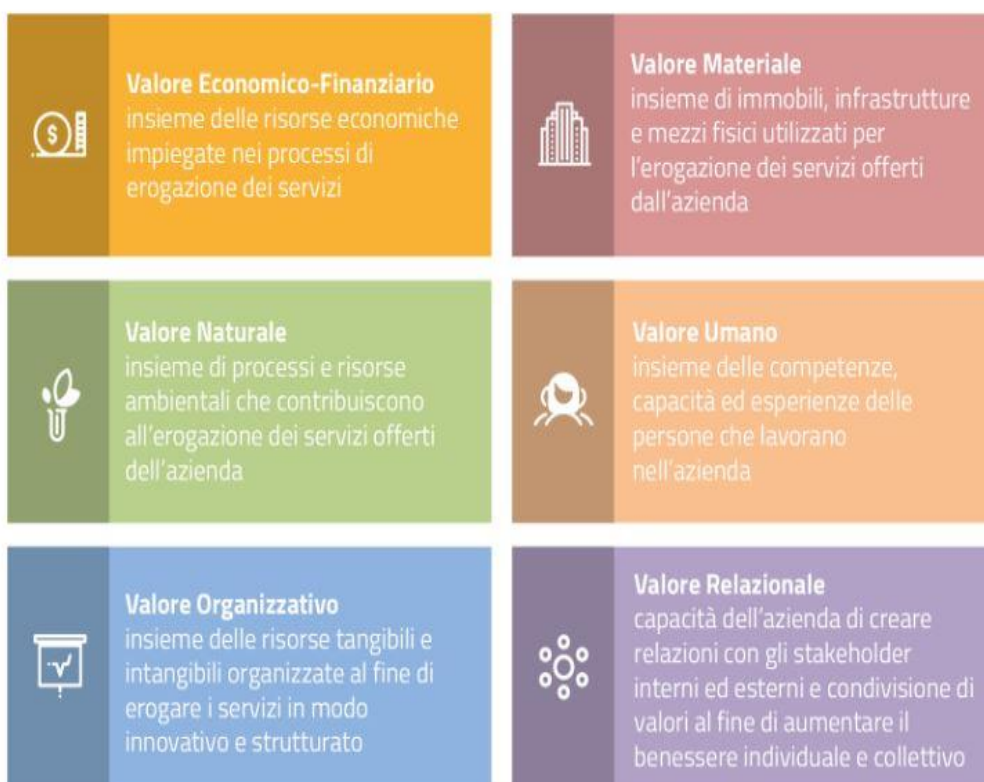 Valore Economico-Finanziario
insieme delle risorse economiche
impiegate nei processi di
erogazione dei servizi
Valore Materiale
insieme di immobili, infrastrutture
e mezzi fisici utilizzati per
l'erogazione dei servizi offerti
dall'azienda
Valore Naturale
insieme di processi e risorse
ambientali che contribuiscono
all'erogazione dei servizi offerti
dell'azienda
Valore Umano
insieme delle competenze,
capacità ed esperienze delle
persone che lavorano
nell'azienda
Valore Organizzativo
insieme delle risorse tangibili e
intangibili organizzate al fine di
erogare i servizi in modo
innovativo e strutturato
Valore Relazionale
capacità dell'azienda di creare
relazioni con gli stakeholder
interni ed esterni e condivisione di
valori al fine di aumentare il
benessere individuale e collettivo